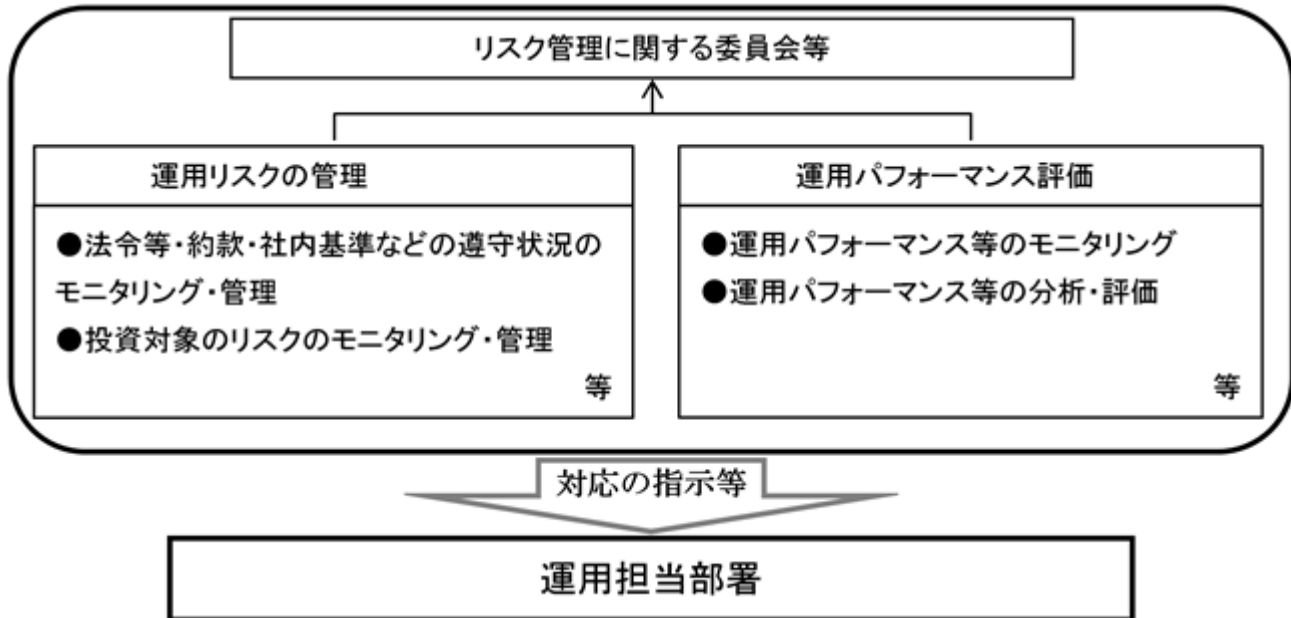 リスク管理に関する委員会等
運用リスクの管理
●法令等・約款・社内基準などの遵守状況の
モニタリング・管理
●投資対象のリスクのモニタリング・管理
等
運用パフォーマンス評価
●運用パフォーマンス等のモニタリング
●運用パフォーマンス等の分析・評価
等
対応の指示等
運用担当部署